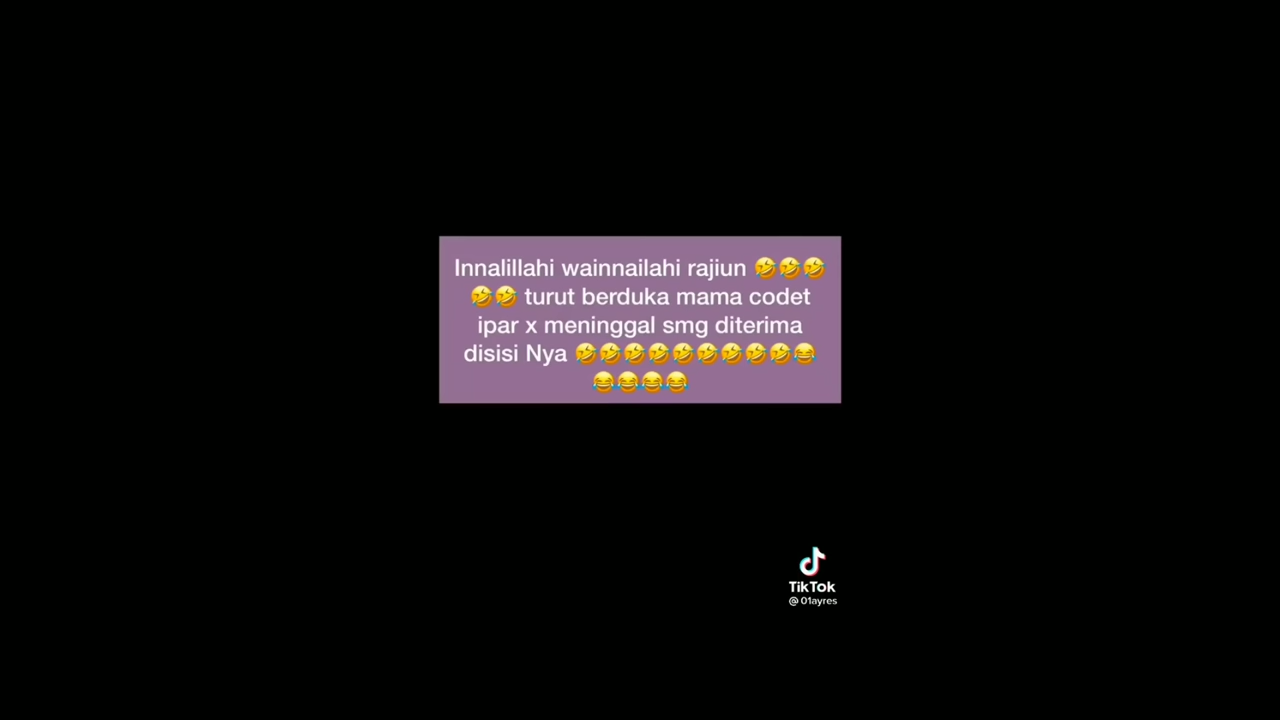 Innalillahi wainnailahi rajiun 🤣🤣🤣
🤣🤣 turut berduka mama codet
ipar x meninggal smg diterima
disisi Nya 🤣🤣🤣🤣🤣🤣🤣🤣🤣😂
😂😂😂😂
TikTok
@01ayres